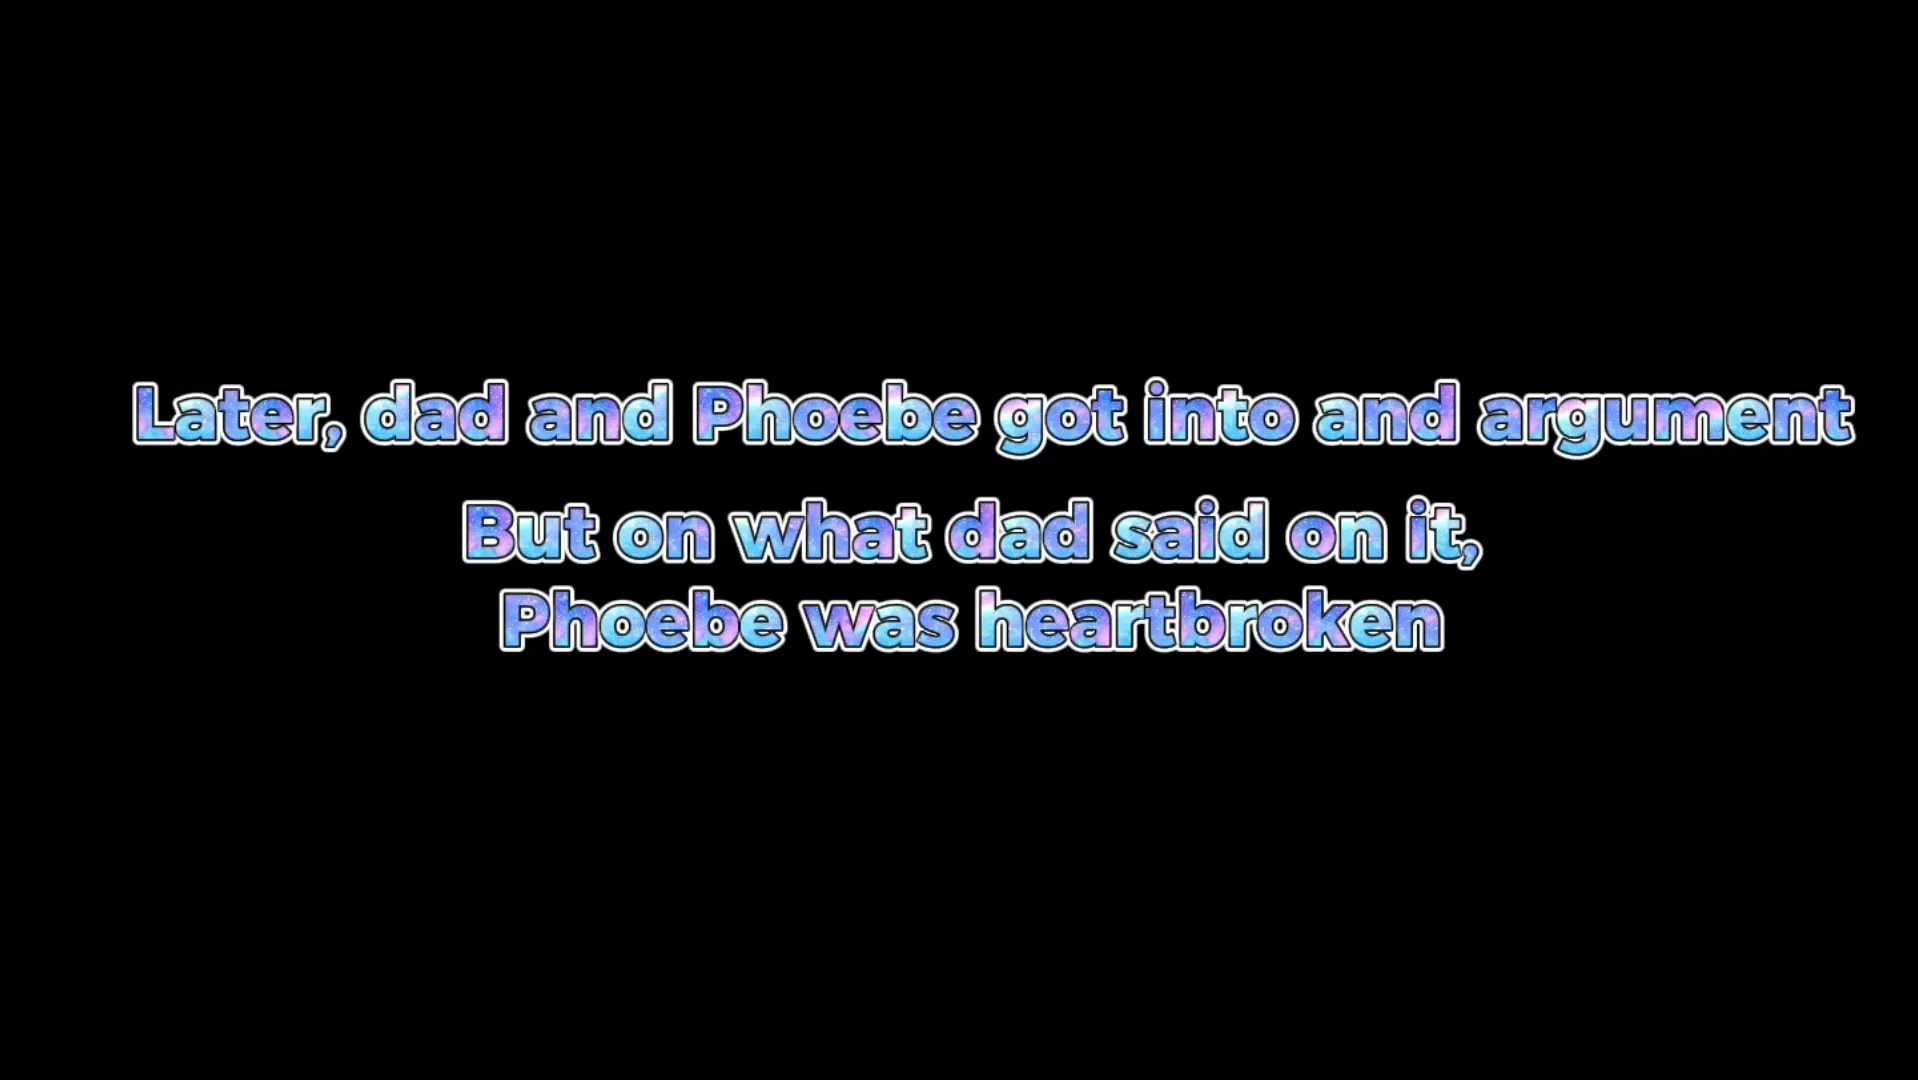 Later, dad and Phoebe got into and argument
But on what dad said on it,
Phoebe was heartbroken